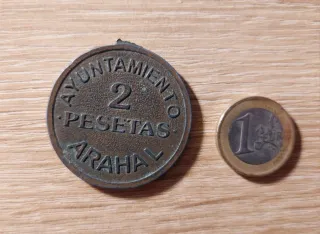 AYUNTAMIENTO
2
PESETAS
ARAHAL
1